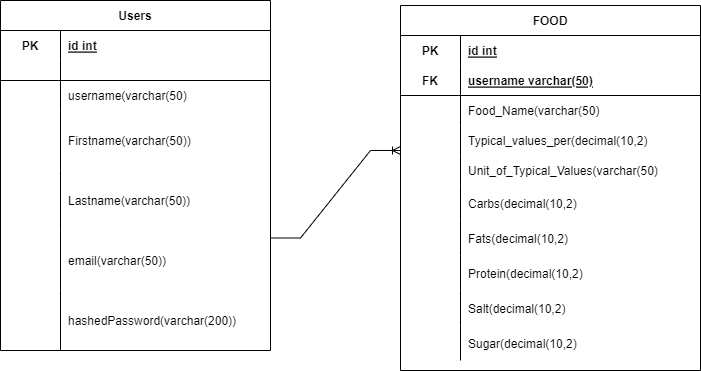 Users
PK id int
username(varchar(50)
Firstname(varchar(50))
Lastname(varchar(50))
email(varchar(50))
hashedPassword(varchar(200))
FOOD
PK id int
FK username varchar(50)
Food_Name(varchar(50)
Typical_values_per(decimal(10,2)
Unit_of_Typical_Values(varchar(50)
Carbs(decimal(10,2)
Fats(decimal(10,2)
Protein(decimal(10,2)
Salt(decimal(10,2)
Sugar(decimal(10,2)